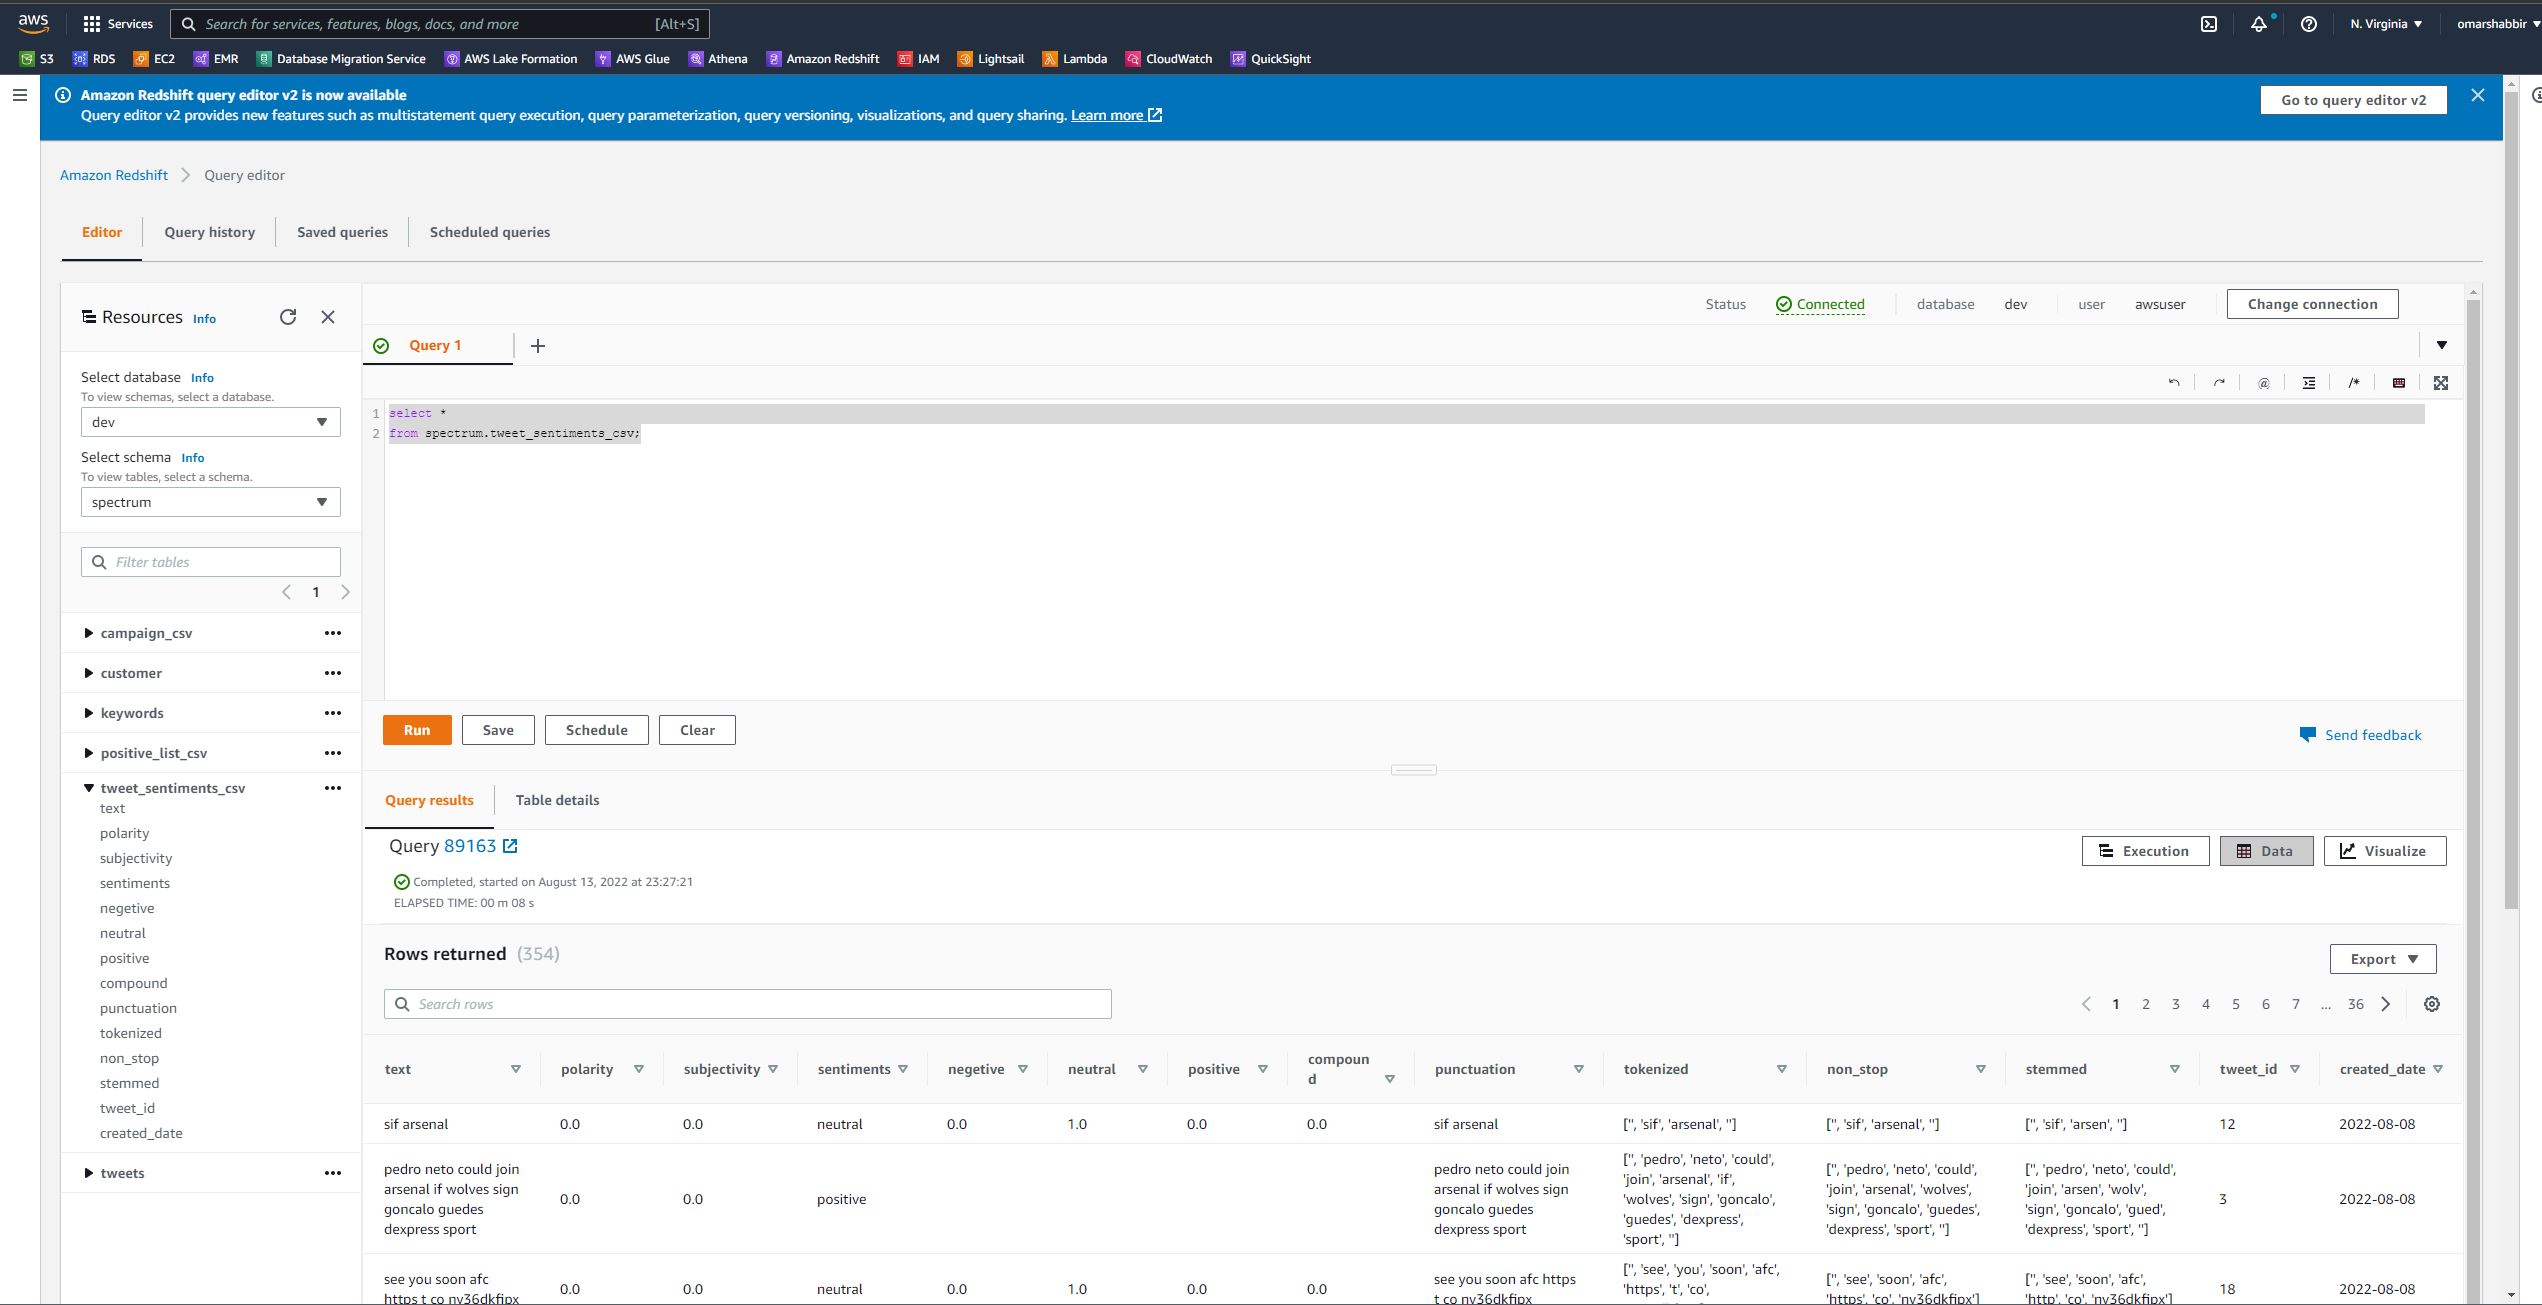 aws Services Search for services, features, blogs, docs, and more [Alt+S] N. Virginia omarshabbir
S3 RDS EC2 EMR Database Migration Service AWS Lake Formation AWS Glue Athena Amazon Redshift IAM Lightsail Lambda CloudWatch QuickSight
Amazon Redshift query editor v2 is now available
Query editor v2 provides new features such as multistatement query execution, query parameterization, query versioning, visualizations, and query sharing. Learn more
Go to query editor v2
Amazon Redshift Query editor
Editor Query history Saved queries Scheduled queries
Resources Info
Select database Info
To view schemas, select a database.
dev
Select schema Info
To view tables, select a schema.
spectrum
Filter tables
1
campaign_csv
customer
keywords
positive_list_csv
tweet_sentiments_csv
text
polarity
subjectivity
sentiments
negetive
neutral
positive
compound
punctuation
tokenized
non_stop
stemmed
tweet_id
created_date
tweets
Status Connected database dev user awsuser Change connection
Query 1
1 select *
2 from spectrum.tweet_sentiments_csv;
Run Save Schedule Clear
Send feedback
Query results Table details
Query 89163
Execution Data Visualize
Completed, started on August 13, 2022 at 23:27:21
ELAPSED TIME: 00 m 08 s
Rows returned (354)
Export
Search rows
1 2 3 4 5 6 7 ... 36
text polarity subjectivity sentiments negetive neutral positive compoun
d punctuation tokenized non_stop stemmed tweet_id created_date
sif arsenal 0.0 0.0 neutral 0.0 1.0 0.0 0.0 sif arsenal ['', 'sif', 'arsenal', ''] ['', 'sif', 'arsenal', ''] ['', 'sif', 'arsen', ''] 12 2022-08-08
pedro neto could join
arsenal if wolves sign
goncalo guedes
dexpress sport
0.0 0.0 positive
pedro neto could join
arsenal if wolves sign
goncalo guedes
dexpress sport
['', 'pedro', 'neto', 'could',
'join', 'arsenal', 'if',
'wolves', 'sign', 'goncalo',
'guedes', 'dexpress',
'sport', '']
['', 'pedro', 'neto', 'could',
'join', 'arsenal', 'wolves',
'sign', 'goncalo', 'guedes',
'dexpress', 'sport', '']
['', 'pedro', 'neto', 'could',
'join', 'arsen', 'wolv',
'sign', 'goncalo', 'gued',
'dexpress', 'sport', '']
3 2022-08-08
see you soon afc
https t co nv36dkfipx
0.0 0.0 neutral 0.0 1.0 0.0 0.0
see you soon afc https
t co nv36dkfipx
['', 'see', 'you', 'soon', 'afc',
'https', 't', 'co',
['', 'see', 'soon', 'afc',
'https', 'co', 'nv36dkfipx']
['', 'see', 'soon', 'afc',
'http', 'co', 'nv36dkfipx']
18 2022-08-08